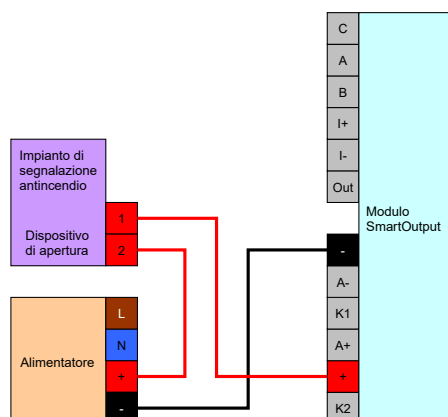 C
A
B
I+
I-
Out
Impianto di
segnalazione
antincendio
Dispositivo
di apertura
1
2
Modulo
SmartOutput
-
A-
K1
A+
+
K2
Alimentatore
L
N
+
-